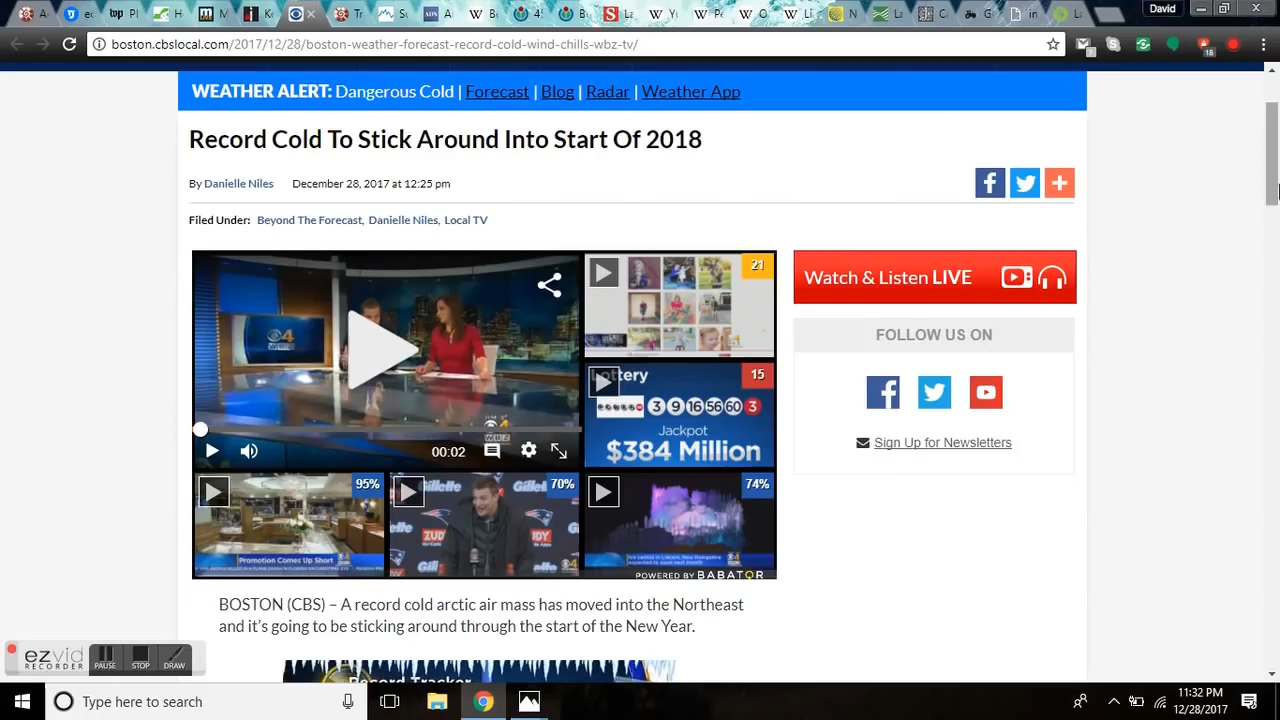 David
boston.cbslocal.com/2017/12/28/boston-weather-forecast-record-cold-wind-chills-wbz-tv/
18
WEATHER ALERT: Dangerous Cold | Forecast | Blog | Radar | Weather App
Record Cold To Stick Around Into Start Of 2018
By Danielle Niles December 28, 2017 at 12:25 pm
Filed Under: Beyond The Forecast, Danielle Niles, Local TV
21
Watch & Listen LIVE
FOLLOW US ON
Lottery
15
3 9 16 56 60 3
Jackpot
$384 Million
00:02
Sign Up for Newsletters
95%
70%
74%
Gillette
Promotion Comes Up Short
POWERED BY BABATOR
BOSTON (CBS) – A record cold arctic air mass has moved into the Northeast
and it’s going to be sticking around through the start of the New Year.
Record Tracker
ezvid
RECORDER
PAUSE
STOP
DRAW
Type here to search
11:32 PM
12/28/2017